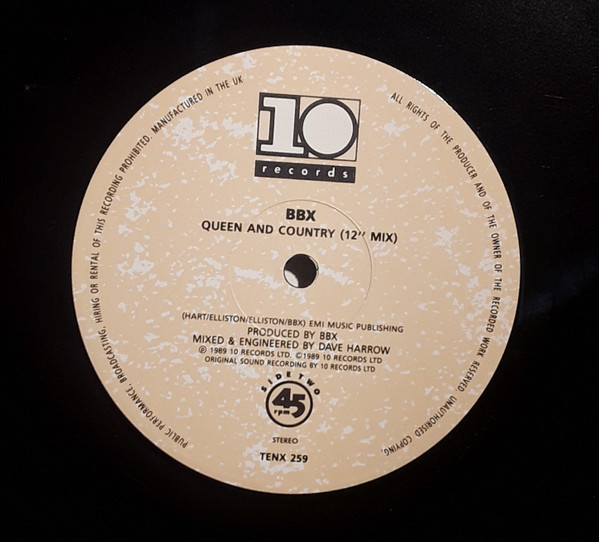 10
records
BBX
QUEEN AND COUNTRY (12" MIX)
(HART/ELLISTON/ELLISTON/BBX) EMI MUSIC PUBLISHING
PRODUCED BY BBX
MIXED & ENGINEERED BY DAVE HARROW
℗ 1989 10 RECORDS LTD. ©1989 10 RECORDS LTD
ORIGINAL SOUND RECORDING BY 10 RECORDS LTD
SIDE TWO
45
rpm
STEREO
TENX 259
ALL RIGHTS OF THE PRODUCER AND OF THE OWNER OF THE RECORDED WORK RESERVED. UNAUTHORISED COPYING,
PUBLIC PERFORMANCE, BROADCASTING, HIRING OR RENTAL OF THIS RECORDING PROHIBITED. MANUFACTURED IN THE UK